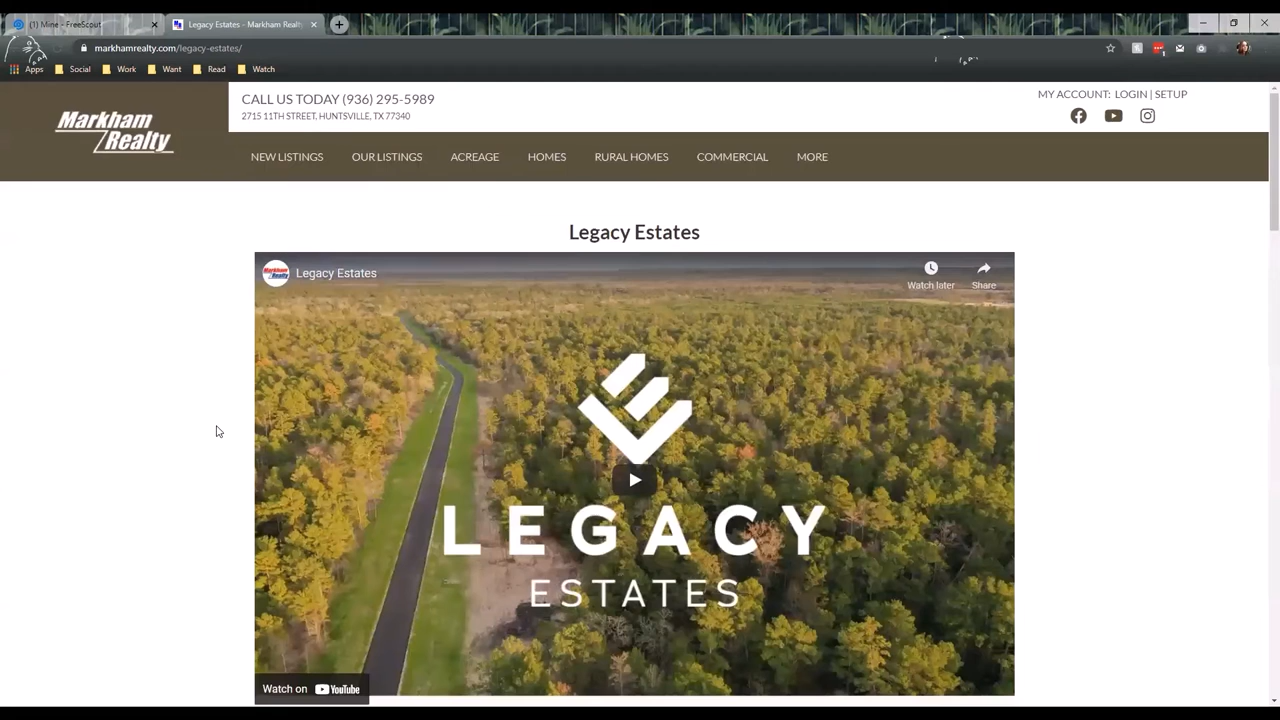 (1) Mine - FreeScout
Legacy Estates - Markham Realty
markhamrealty.com/legacy-estates/
Apps Social Work Want Read Watch
Markham Realty
CALL US TODAY (936) 295-5989
2715 11TH STREET, HUNTSVILLE, TX 77340
MY ACCOUNT: LOGIN | SETUP
NEW LISTINGS OUR LISTINGS ACREAGE HOMES RURAL HOMES COMMERCIAL MORE
Legacy Estates
Markham Realty
Legacy Estates
Watch later Share
LEGACY
ESTATES
Watch on YouTube